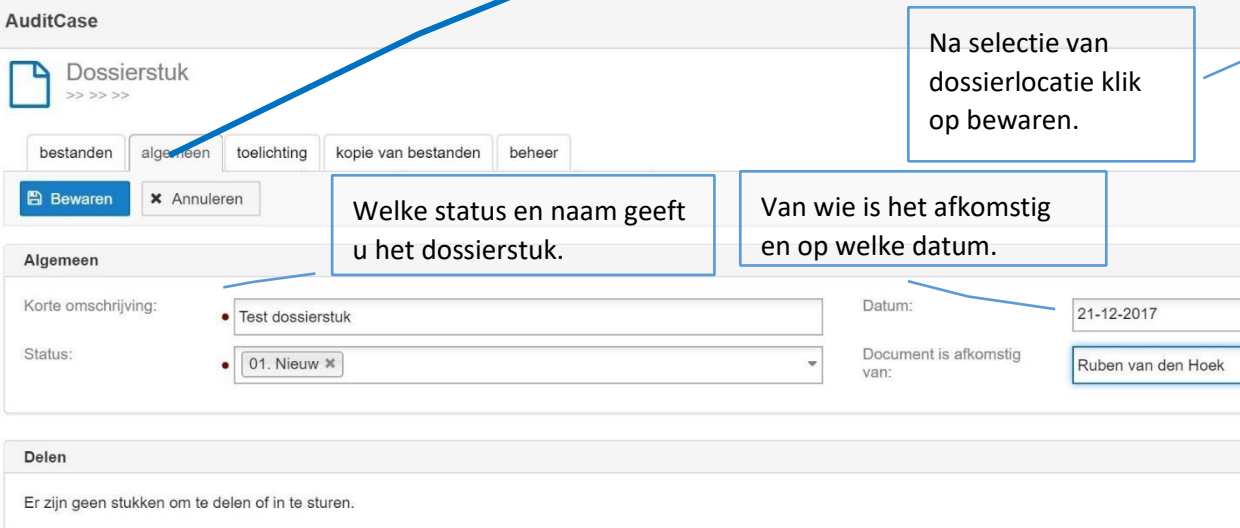 AuditCase
Na selectie van
dossierlocatie klik
op bewaren.
Dossierstuk
>> >> >>
bestanden algemeen toelichting kopie van bestanden beheer
Bewaren Annuleren
Welke status en naam geeft
u het dossierstuk.
Van wie is het afkomstig
en op welke datum.
Algemeen
Korte omschrijving: Test dossierstuk
Datum: 21-12-2017
Status: 01. Nieuw
Document is afkomstig
van: Ruben van den Hoek
Delen
Er zijn geen stukken om te delen of in te sturen.